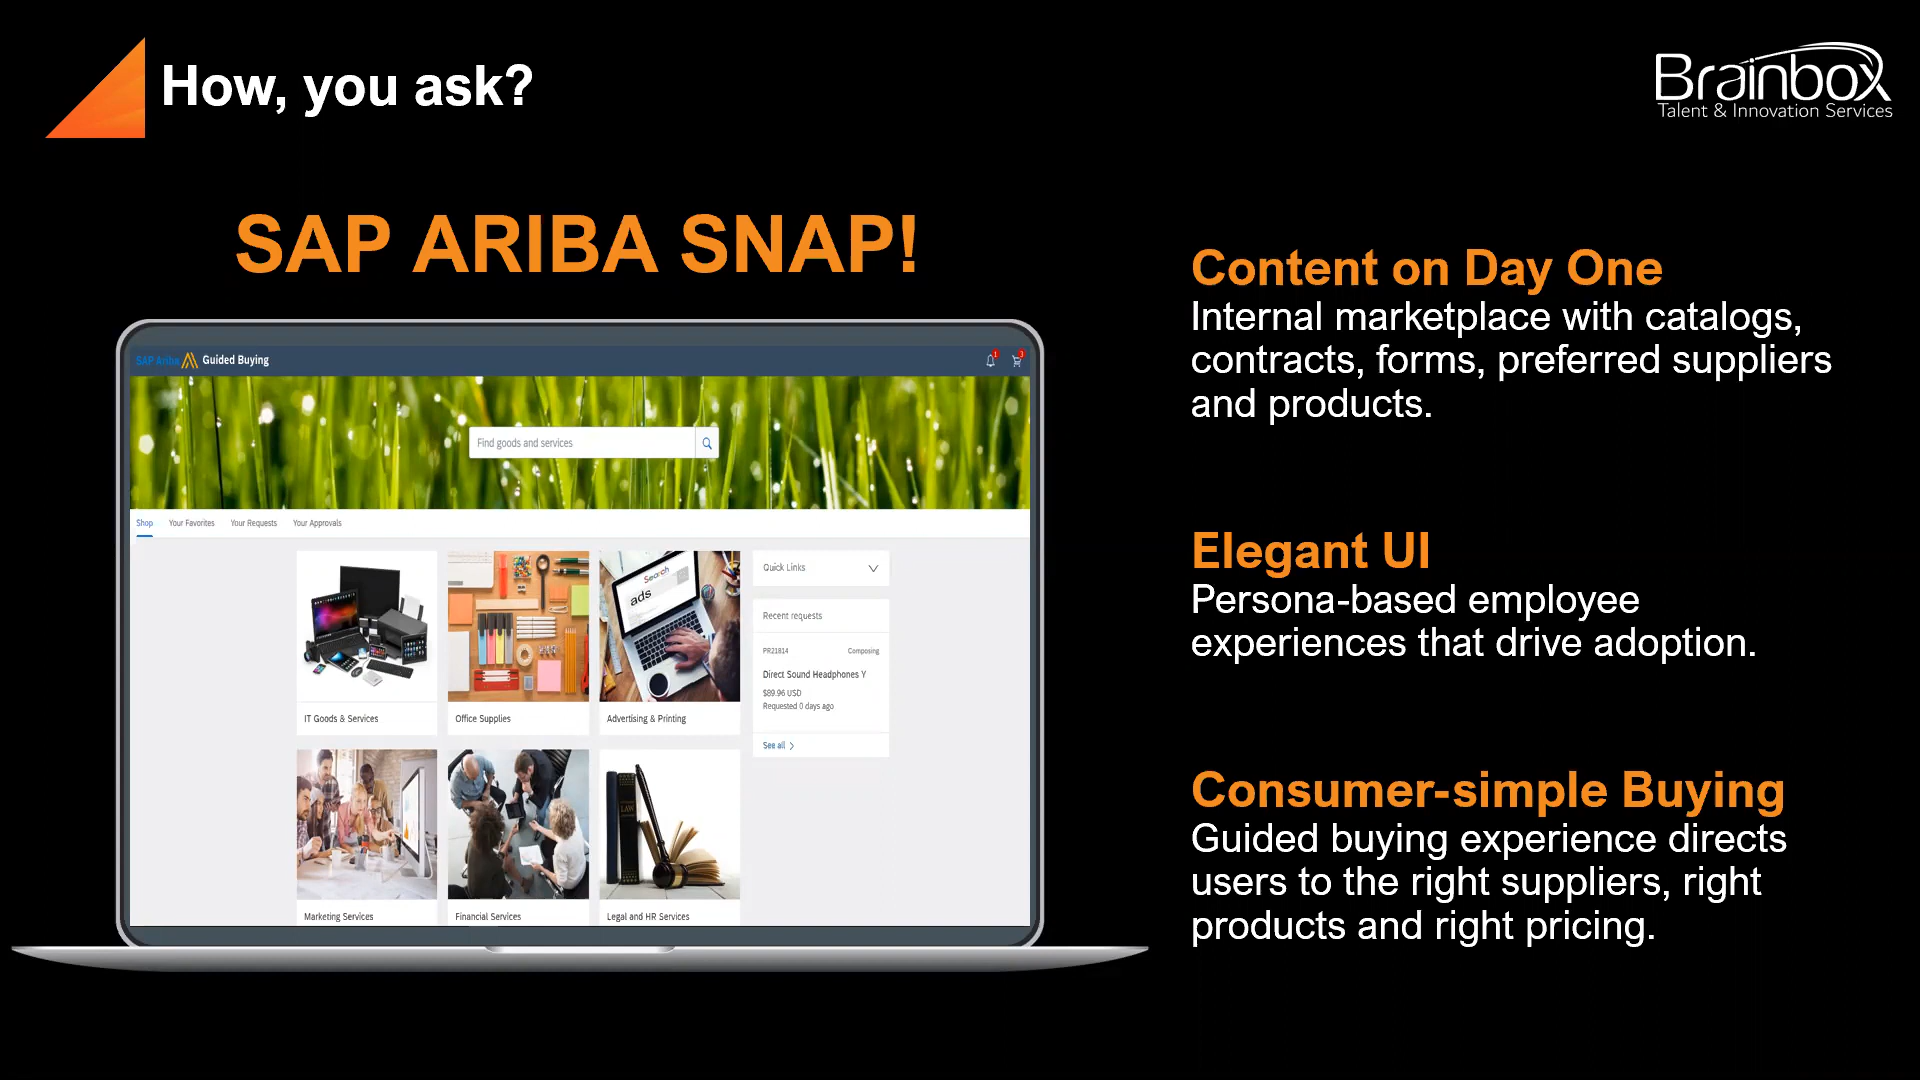 How, you ask?
Brainbox
Talent & Innovation Services
SAP ARIBA SNAP!
SAP Ariba Guided Buying
1
3
Find goods and services
Shop Your Favorites Your Requests Your Approvals
Search
ads
IT Goods & Services
Office Supplies
Advertising & Printing
Quick Links
Recent requests
PR21814 Composing
Direct Sound Headphones Y
$89.96 USD
Requested 0 days ago
See all
LAW
Marketing Services
Financial Services
Legal and HR Services
Content on Day One
Internal marketplace with catalogs,
contracts, forms, preferred suppliers
and products.
Elegant UI
Persona-based employee
experiences that drive adoption.
Consumer-simple Buying
Guided buying experience directs
users to the right suppliers, right
products and right pricing.